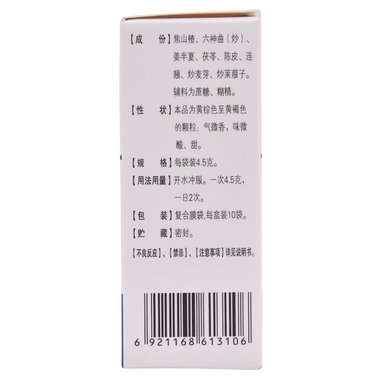 【成　份】焦山楂、六神曲（炒）、
姜半夏、茯苓、陈皮、连
翘、炒麦芽、炒莱菔子。
辅料为蔗糖、糊精。
【性　状】本品为黄棕色至黄褐色
的颗粒；气微香，味微
酸、甜。
【规　格】每袋装4.5克。
【用法用量】开水冲服。一次4.5克，
一日2次。
【包　装】复合膜袋，每盒装10袋。
【贮　藏】密封。
【不良反应】、【禁忌】、【注意事项】详见说明书。
6 921168 613106